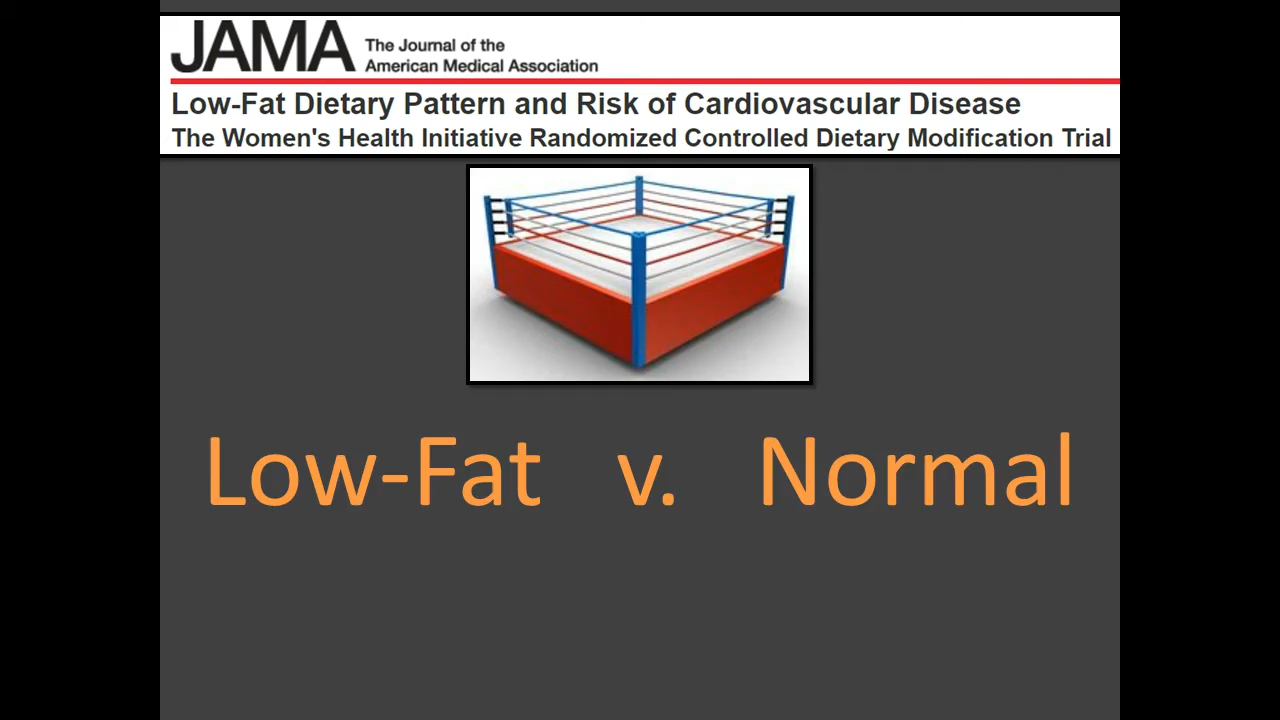 JAMA The Journal of the
American Medical Association
Low-Fat Dietary Pattern and Risk of Cardiovascular Disease
The Women's Health Initiative Randomized Controlled Dietary Modification Trial
Low-Fat v. Normal